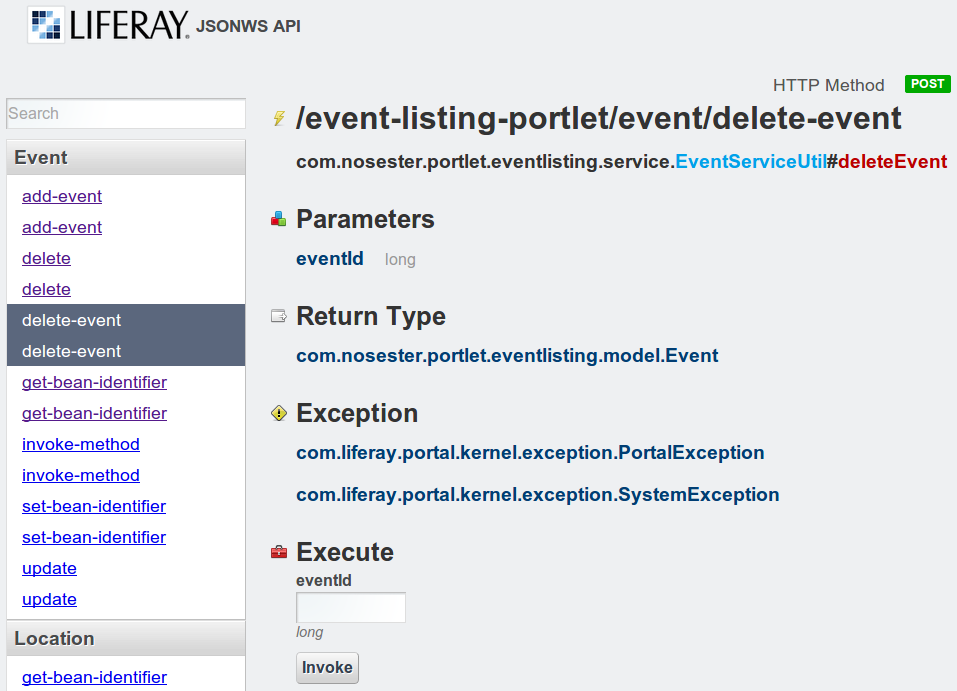 LIFERAY. JSONWS API
HTTP Method POST
Search
Event
add-event
add-event
delete
delete
delete-event
delete-event
get-bean-identifier
get-bean-identifier
invoke-method
invoke-method
set-bean-identifier
set-bean-identifier
update
update
Location
get-bean-identifier
/event-listing-portlet/event/delete-event
com.nosester.portlet.eventlisting.service.EventServiceUtil#deleteEvent
Parameters
eventId long
Return Type
com.nosester.portlet.eventlisting.model.Event
Exception
com.liferay.portal.kernel.exception.PortalException
com.liferay.portal.kernel.exception.SystemException
Execute
eventId
long
Invoke